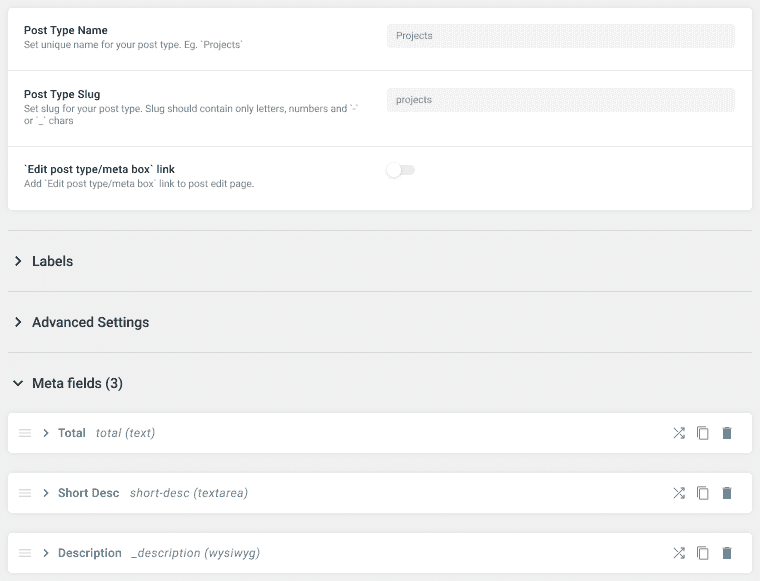 Post Type Name
Set unique name for your post type. Eg. `Projects`
Projects
Post Type Slug
Set slug for your post type. Slug should contain only letters, numbers and `-`
or `_` chars
projects
`Edit post type/meta box` link
Add `Edit post type/meta box` link to post edit page.
Labels
Advanced Settings
Meta fields (3)
Total total (text)
Short Desc short-desc (textarea)
Description _description (wysiwyg)